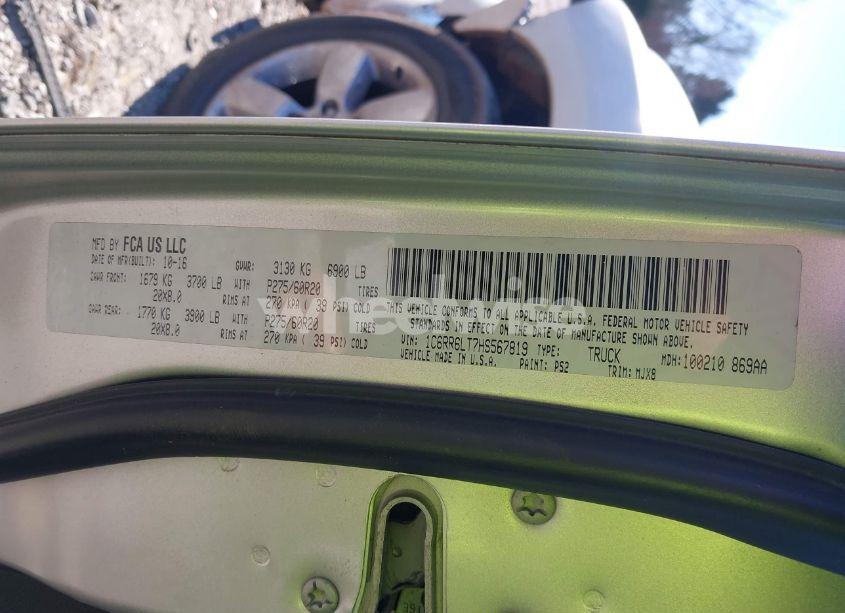 MFD BY FCA US LLC
DATE OF MFR(BUILT): 10-16 GVWR: 3130 KG 6900 LB
GAWR FRONT: 1679 KG 3700 LB WITH P275/60R20 TIRES
20X8.0 RIMS AT 270 KPA ( 39 PSI) COLD
GAWR REAR: 1770 KG 3900 LB WITH P275/60R20 TIRES
20X8.0 RIMS AT 270 KPA ( 39 PSI) COLD
THIS VEHICLE CONFORMS TO ALL APPLICABLE U.S.A. FEDERAL MOTOR VEHICLE SAFETY
STANDARDS IN EFFECT ON THE DATE OF MANUFACTURE SHOWN ABOVE.
VIN: 1C6RR6LT7HS567819 TYPE: TRUCK MDH: 100210 869AA
VEHICLE MADE IN U.S.A. PAINT: PS2 TRIM: MJX8
wheelwise